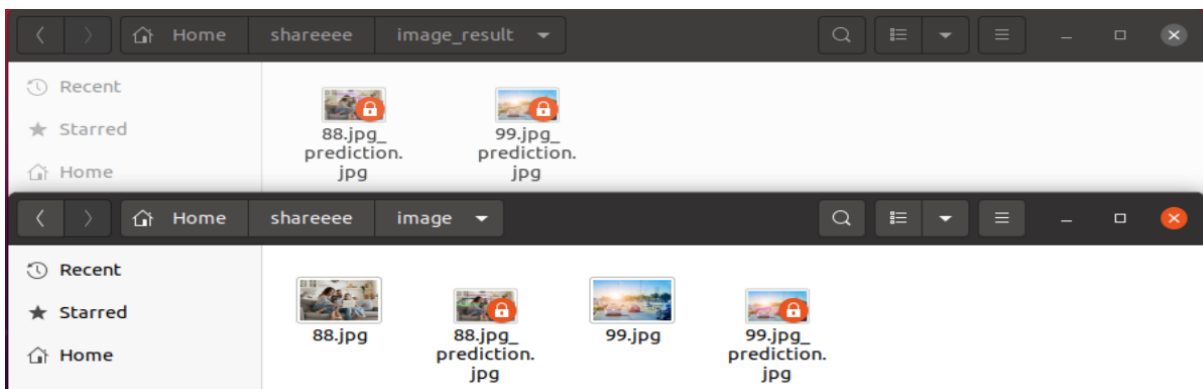 Home shareeee image_result
Recent
Starred
Home
88.jpg_
prediction.
jpg
99.jpg_
prediction.
jpg
Home shareeee image
Recent
Starred
Home
88.jpg
88.jpg_
prediction.
jpg
99.jpg
99.jpg_
prediction.
jpg